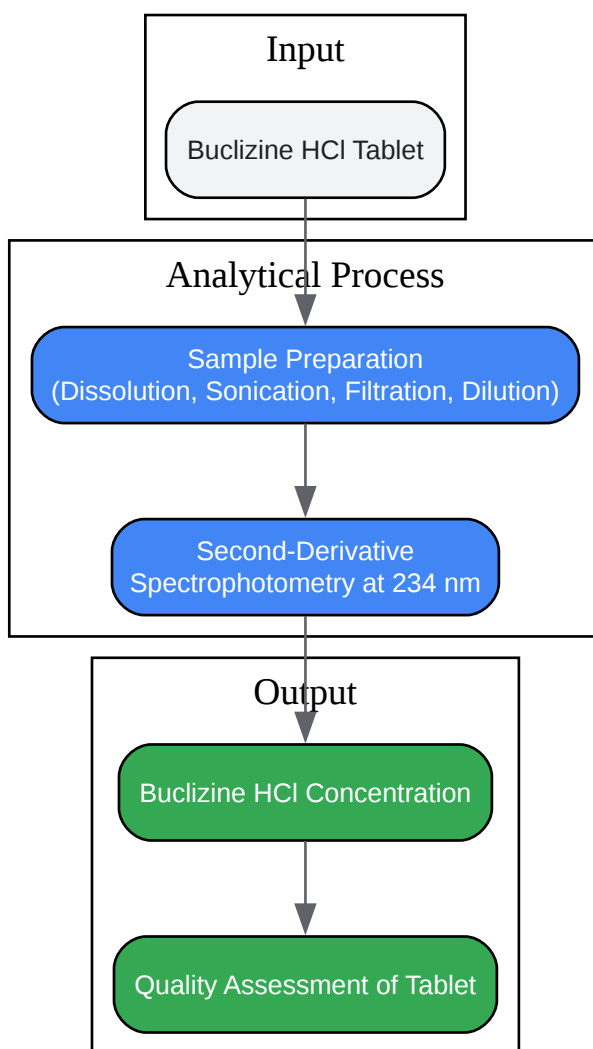 Input
Buclizine HCl Tablet
Analytical Process
Sample Preparation
(Dissolution, Sonication, Filtration, Dilution)
Second-Derivative
Spectrophotometry at 234 nm
Output
Buclizine HCl Concentration
Quality Assessment of Tablet